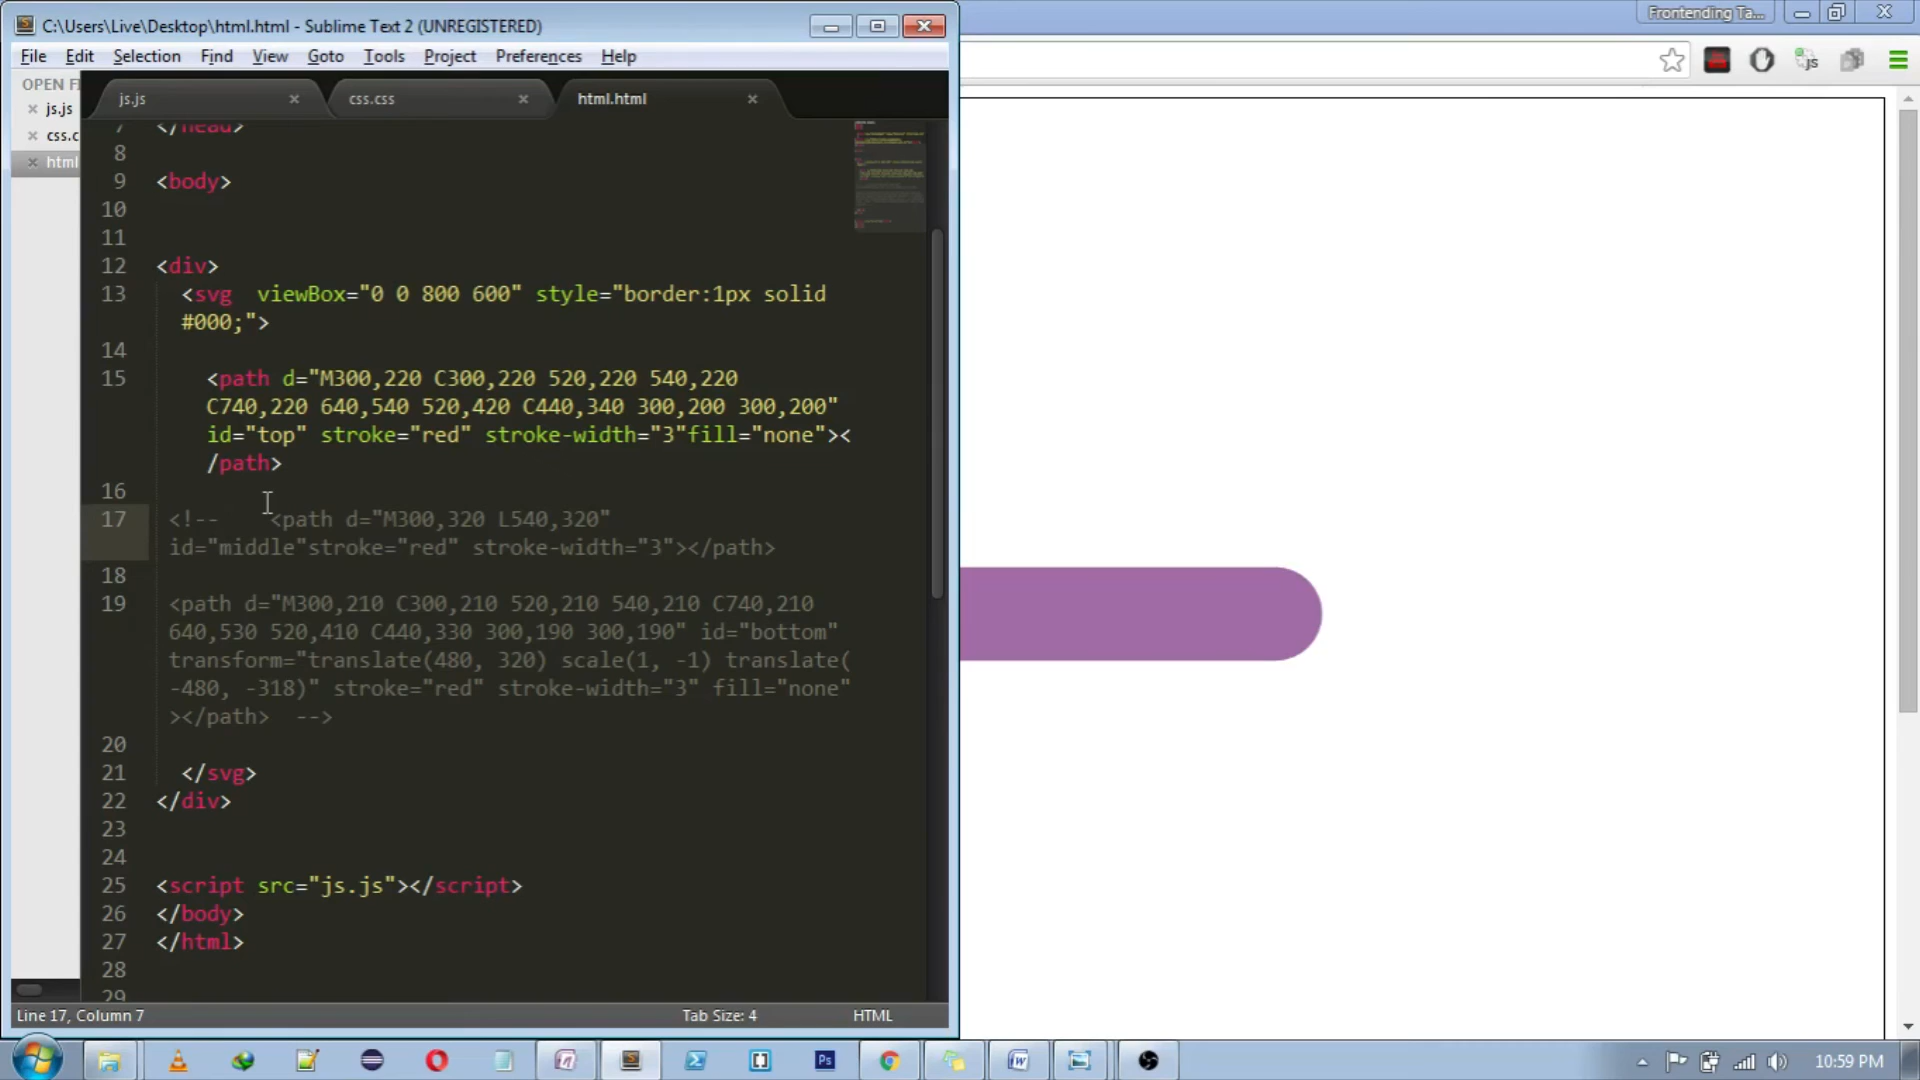 C:\Users\Live\Desktop\html.html - Sublime Text 2 (UNREGISTERED)
Frontending Ta...
File Edit Selection Find View Goto Tools Project Preferences Help
OPEN FI
js.js
css.c
html
js.js
css.css
html.html
js
7 </head>
8
9 <body>
10
11
12 <div>
13 <svg  viewBox="0 0 800 600" style="border:1px solid
#000;">
14
15 <path d="M300,220 C300,220 520,220 540,220
C740,220 640,540 520,420 C440,340 300,200 300,200"
id="top" stroke="red" stroke-width="3"fill="none"><
/path>
16
17 <!--    <path d="M300,320 L540,320"
id="middle"stroke="red" stroke-width="3"></path>
18
19 <path d="M300,210 C300,210 520,210 540,210 C740,210
640,530 520,410 C440,330 300,190 300,190" id="bottom"
transform="translate(480, 320) scale(1, -1) translate(
-480, -318)" stroke="red" stroke-width="3" fill="none"
></path>  -->
20
21 </svg>
22 </div>
23
24
25 <script src="js.js"></script>
26 </body>
27 </html>
28
29
Line 17, Column 7
Tab Size: 4
HTML
Ps
10:59 PM